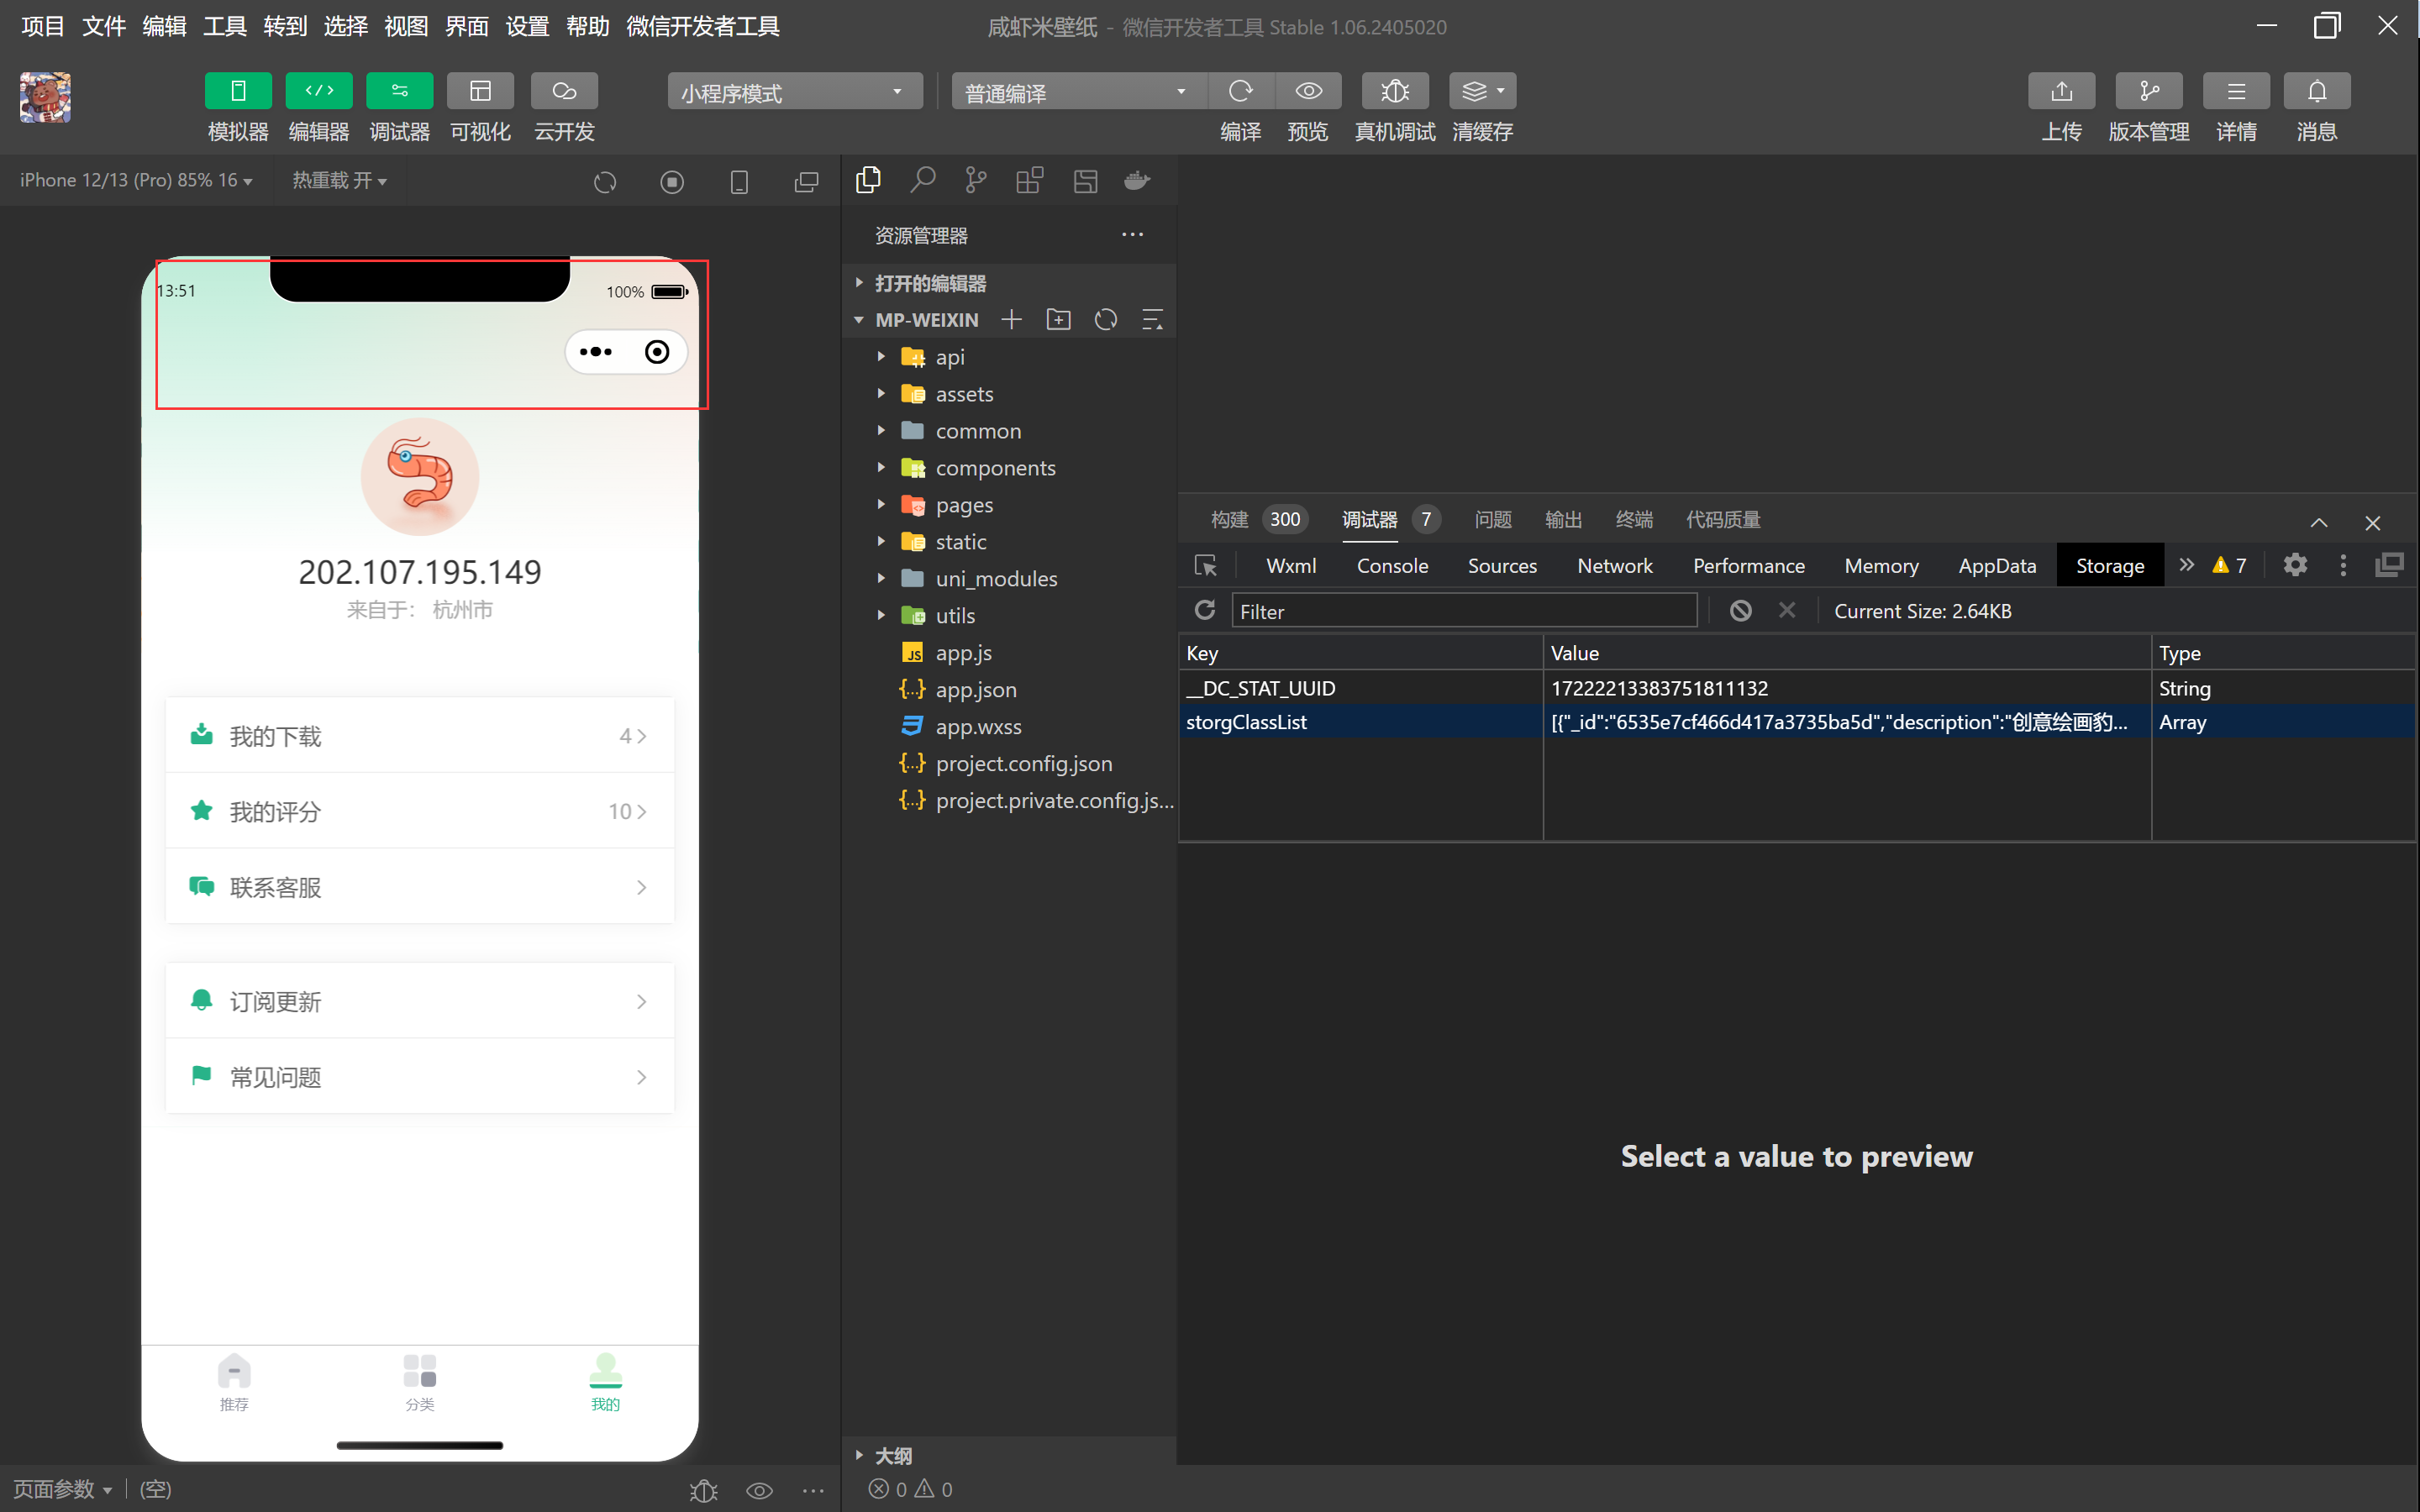 项目 文件 编辑 工具 转到 选择 视图 界面 设置 帮助 微信开发者工具
咸虾米壁纸 - 微信开发者工具 Stable 1.06.2405020
小程序模式
普通编译
模拟器 编辑器 调试器 可视化 云开发
编译 预览 真机调试 清缓存
上传 版本管理 详情 消息
iPhone 12/13 (Pro) 85% 16
热重载 开
13:51
100%
202.107.195.149
来自于： 杭州市
我的下载 4
我的评分 10
联系客服
订阅更新
常见问题
推荐 分类 我的
页面参数 (空)
资源管理器
打开的编辑器
MP-WEIXIN
api
assets
common
components
pages
static
uni_modules
utils
JS app.js
{..} app.json
app.wxss
{..} project.config.json
{..} project.private.config.js...
大纲
0 0
构建 300 调试器 7 问题 输出 终端 代码质量
Wxml Console Sources Network Performance Memory AppData Storage 7
Filter
Current Size: 2.64KB
Key Value Type
__DC_STAT_UUID 17222213383751811132 String
storgClassList [{"_id":"6535e7cf466d417a3735ba5d","description":"创意绘画豹... Array
Select a value to preview